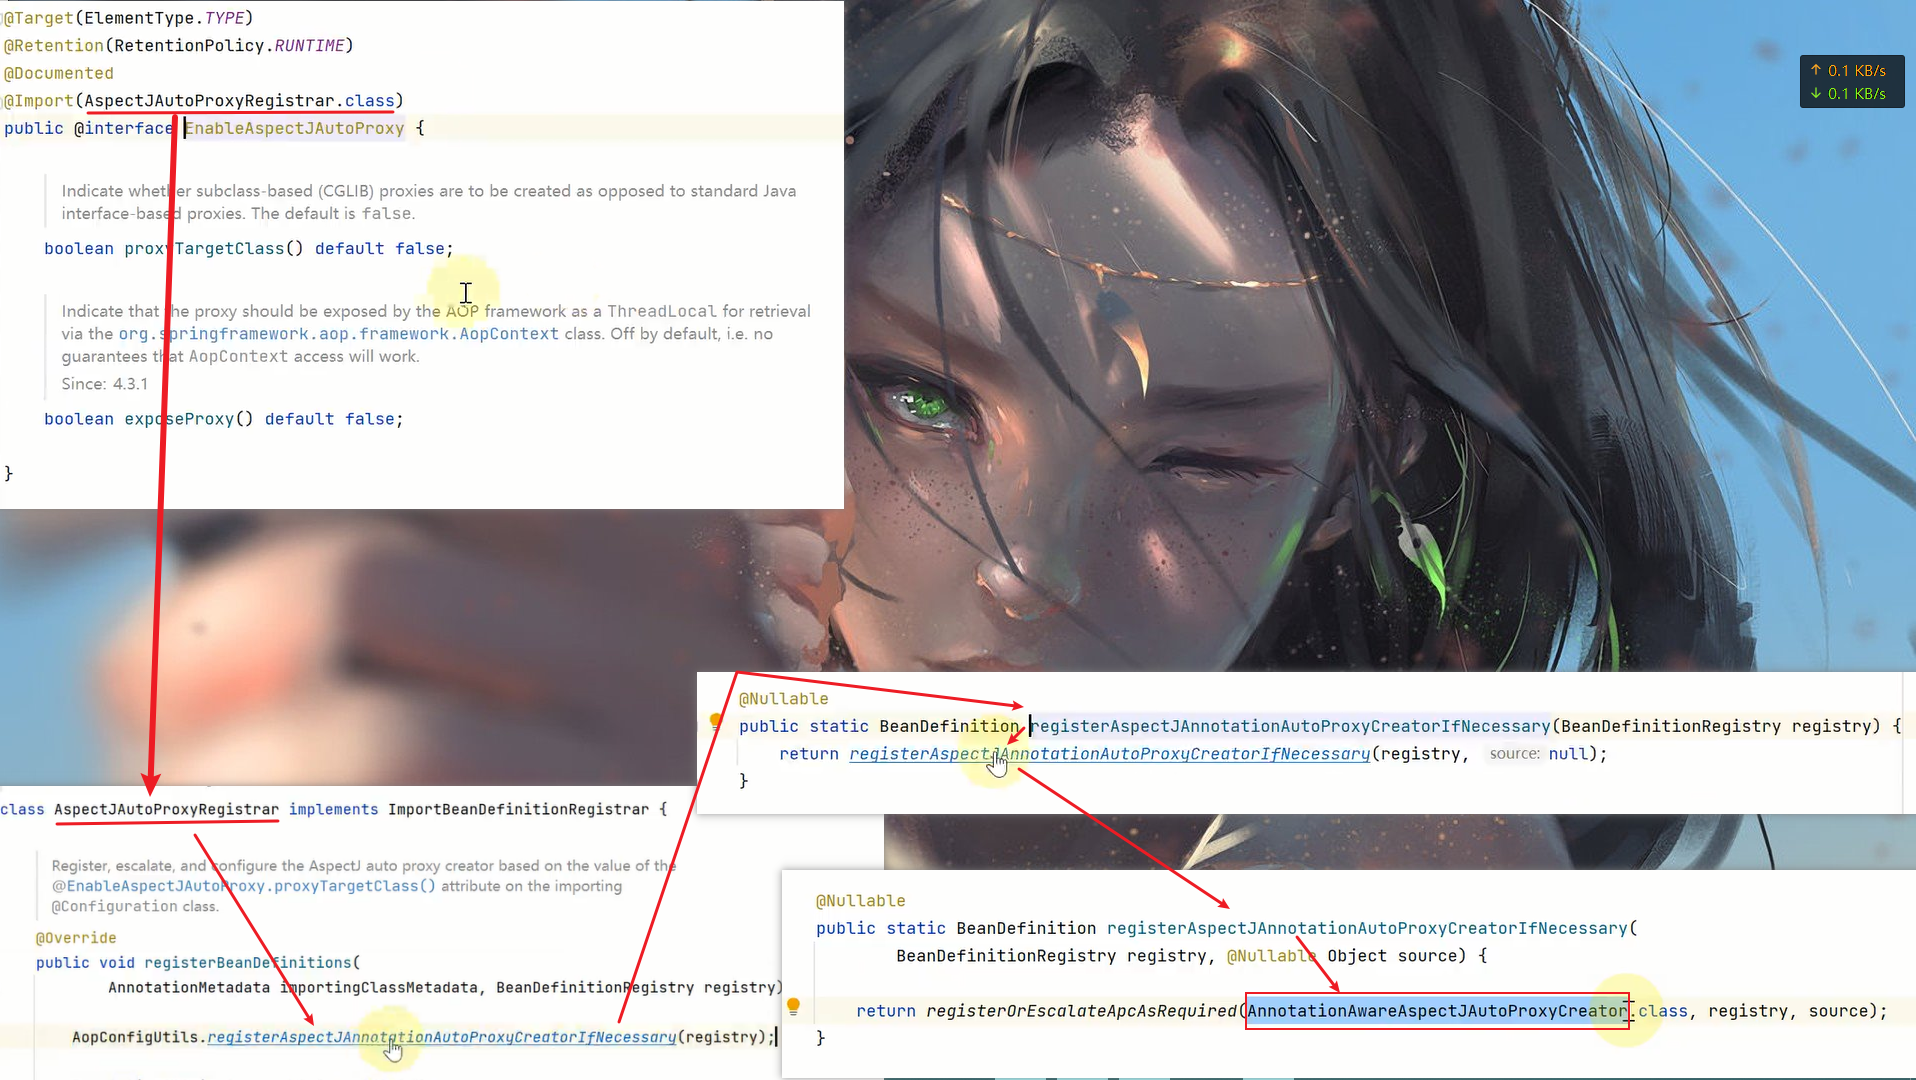 @Target(ElementType.TYPE)
@Retention(RetentionPolicy.RUNTIME)
@Documented
@Import(AspectJAutoProxyRegistrar.class)
public @interface EnableAspectJAutoProxy {
Indicate whether subclass-based (CGLIB) proxies are to be created as opposed to standard Java
interface-based proxies. The default is false.
boolean proxyTargetClass() default false;
Indicate that the proxy should be exposed by the AOP framework as a ThreadLocal for retrieval
via the org.springframework.aop.framework.AopContext class. Off by default, i.e. no
guarantees that AopContext access will work.
Since: 4.3.1
boolean exposeProxy() default false;
}
↑ 0.1 KB/s
↓ 0.1 KB/s
@Nullable
public static BeanDefinition registerAspectJAnnotationAutoProxyCreatorIfNecessary(BeanDefinitionRegistry registry) {
return registerAspectJAnnotationAutoProxyCreatorIfNecessary(registry, source: null);
}
class AspectJAutoProxyRegistrar implements ImportBeanDefinitionRegistrar {
Register, escalate, and configure the AspectJ auto proxy creator based on the value of the
@EnableAspectJAutoProxy.proxyTargetClass() attribute on the importing
@Configuration class.
@Override
public void registerBeanDefinitions(
AnnotationMetadata importingClassMetadata, BeanDefinitionRegistry registry)
AopConfigUtils.registerAspectJAnnotationAutoProxyCreatorIfNecessary(registry);
@Nullable
public static BeanDefinition registerAspectJAnnotationAutoProxyCreatorIfNecessary(
BeanDefinitionRegistry registry, @Nullable Object source) {
return registerOrEscalateApcAsRequired(AnnotationAwareAspectJAutoProxyCreator.class, registry, source);
}